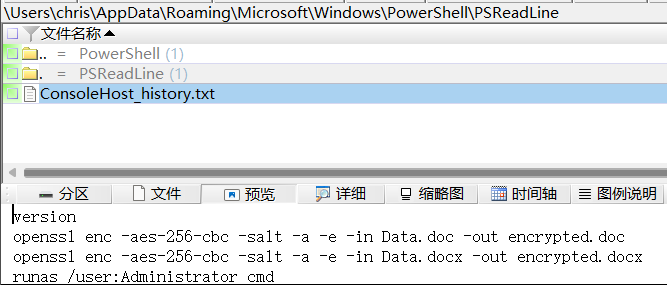 \Users\chris\AppData\Roaming\Microsoft\Windows\PowerShell\PSReadLine
文件名称
.. = PowerShell (1)
. = PSReadLine (1)
ConsoleHost_history.txt
分区 文件 预览 详细 缩略图 时间轴 图例说明
version
openssl enc -aes-256-cbc -salt -a -e -in Data.doc -out encrypted.doc
openssl enc -aes-256-cbc -salt -a -e -in Data.docx -out encrypted.docx
runas /user:Administrator cmd